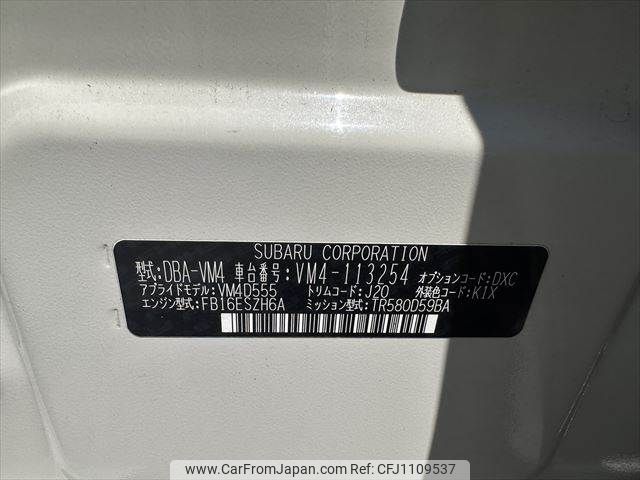 SUBARU CORPORATION
型式:DBA-VM4 車台番号:VM4-113254 オプションコード:DXC
アプライドモデル:VM4D555 トリムコード:J20 外装色コード:K1X
エンジン型式:FB16ESZH6A ミッション型式:TR580D59BA
www.CarFromJapan.com - Car No. CFJ1109537